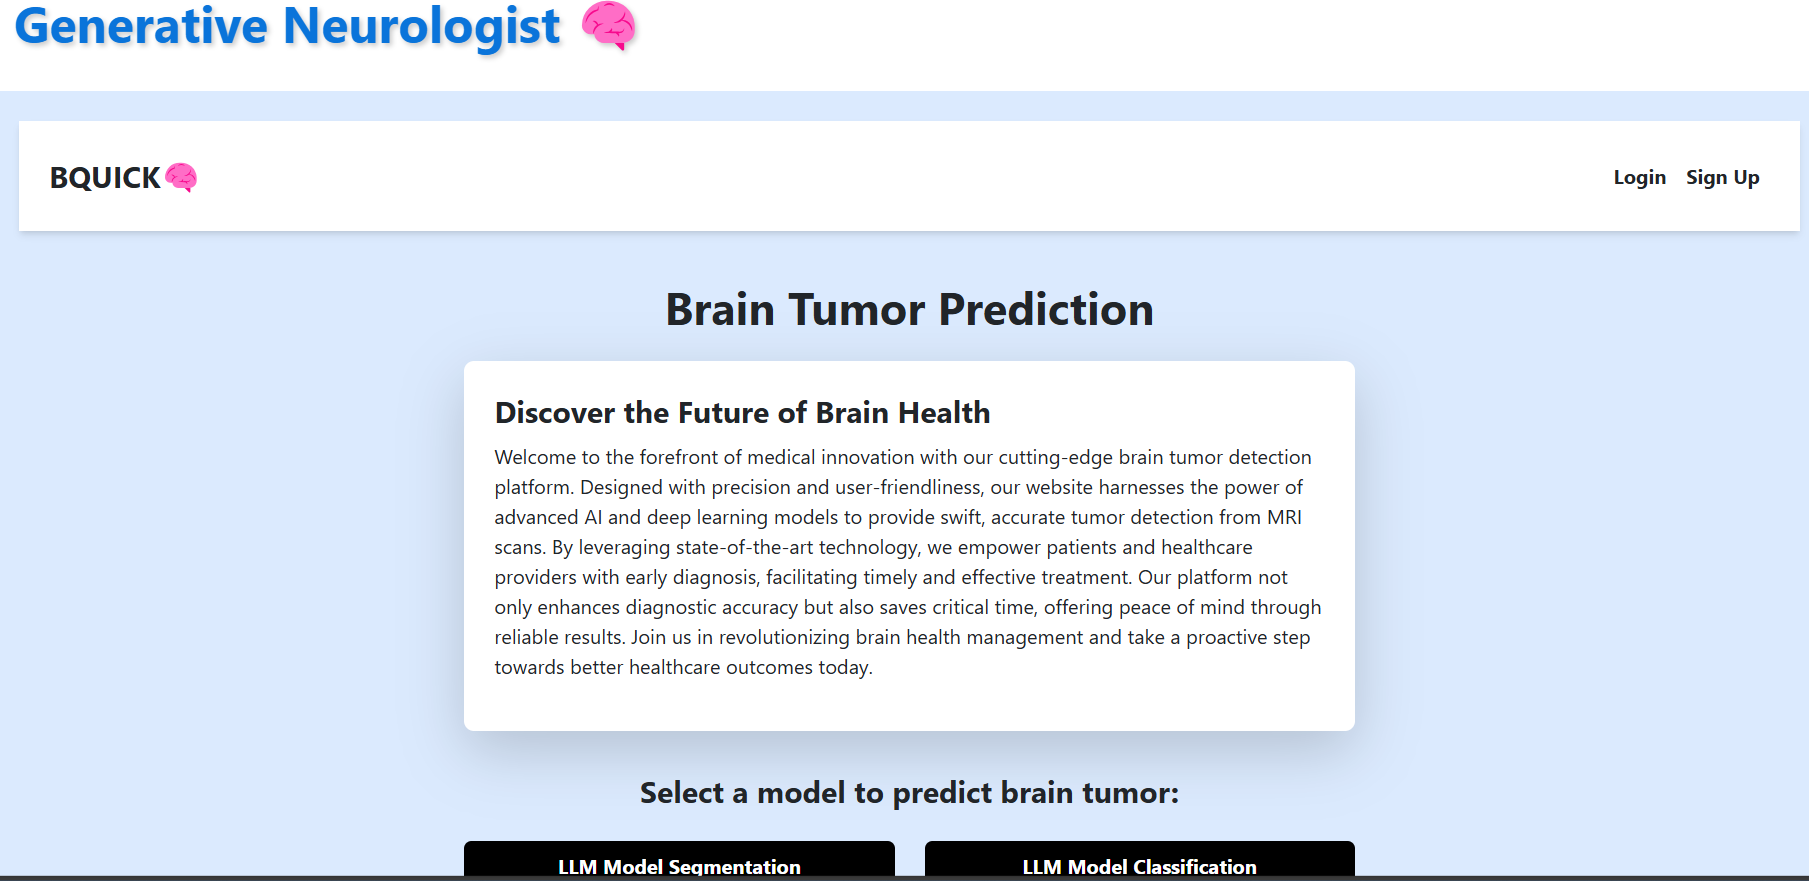 Generative Neurologist
BQUICK
Login Sign Up
Brain Tumor Prediction
Discover the Future of Brain Health
Welcome to the forefront of medical innovation with our cutting-edge brain tumor detection
platform. Designed with precision and user-friendliness, our website harnesses the power of
advanced AI and deep learning models to provide swift, accurate tumor detection from MRI
scans. By leveraging state-of-the-art technology, we empower patients and healthcare
providers with early diagnosis, facilitating timely and effective treatment. Our platform not
only enhances diagnostic accuracy but also saves critical time, offering peace of mind through
reliable results. Join us in revolutionizing brain health management and take a proactive step
towards better healthcare outcomes today.
Select a model to predict brain tumor:
LLM Model Segmentation
LLM Model Classification